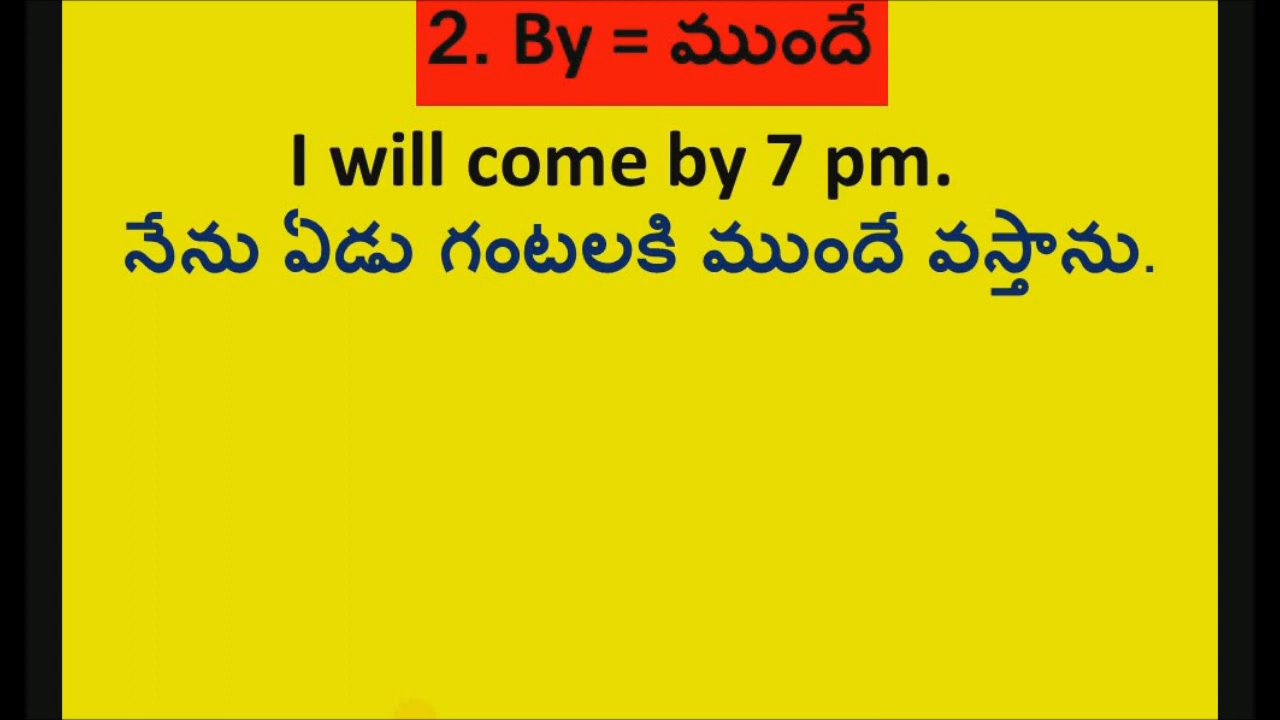 2. By = ముందే
I will come by 7 pm.
నేను ఏడు గంటలకి ముందే వస్తాను.